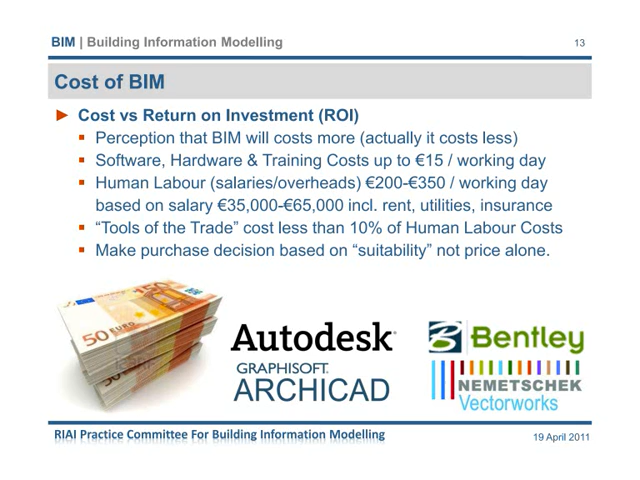 BIM | Building Information Modelling
13
Cost of BIM
► Cost vs Return on Investment (ROI)
▪ Perception that BIM will costs more (actually it costs less)
▪ Software, Hardware & Training Costs up to €15 / working day
▪ Human Labour (salaries/overheads) €200-€350 / working day
based on salary €35,000-€65,000 incl. rent, utilities, insurance
▪ “Tools of the Trade” cost less than 10% of Human Labour Costs
▪ Make purchase decision based on “suitability” not price alone.
50 EURO
Autodesk®
Bentley
GRAPHISOFT.
ARCHICAD
NEMETSCHEK
Vectorworks
RIAI Practice Committee For Building Information Modelling
19 April 2011